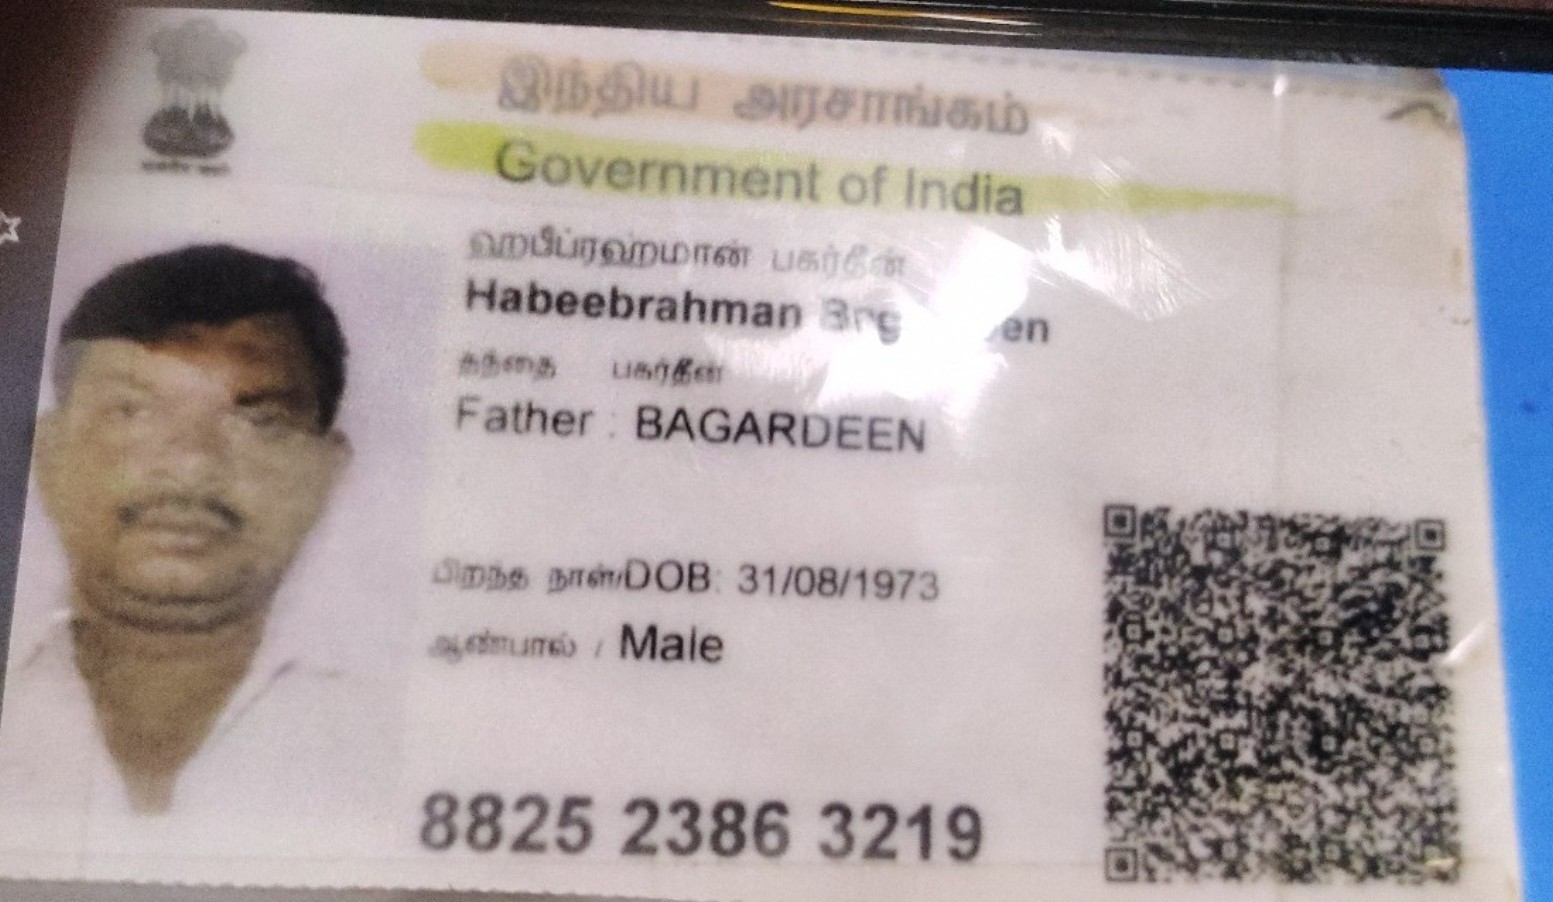 இந்திய அரசாங்கம்
Government of India
ஹபீப்ரஹ்மான் பகர்தீன்
Habeebrahman
தந்தை பகர்தீன்
Father : BAGARDEEN
பிறந்த நாள்/DOB: 31/08/1973
ஆண்பால் / Male
8825 2386 3219